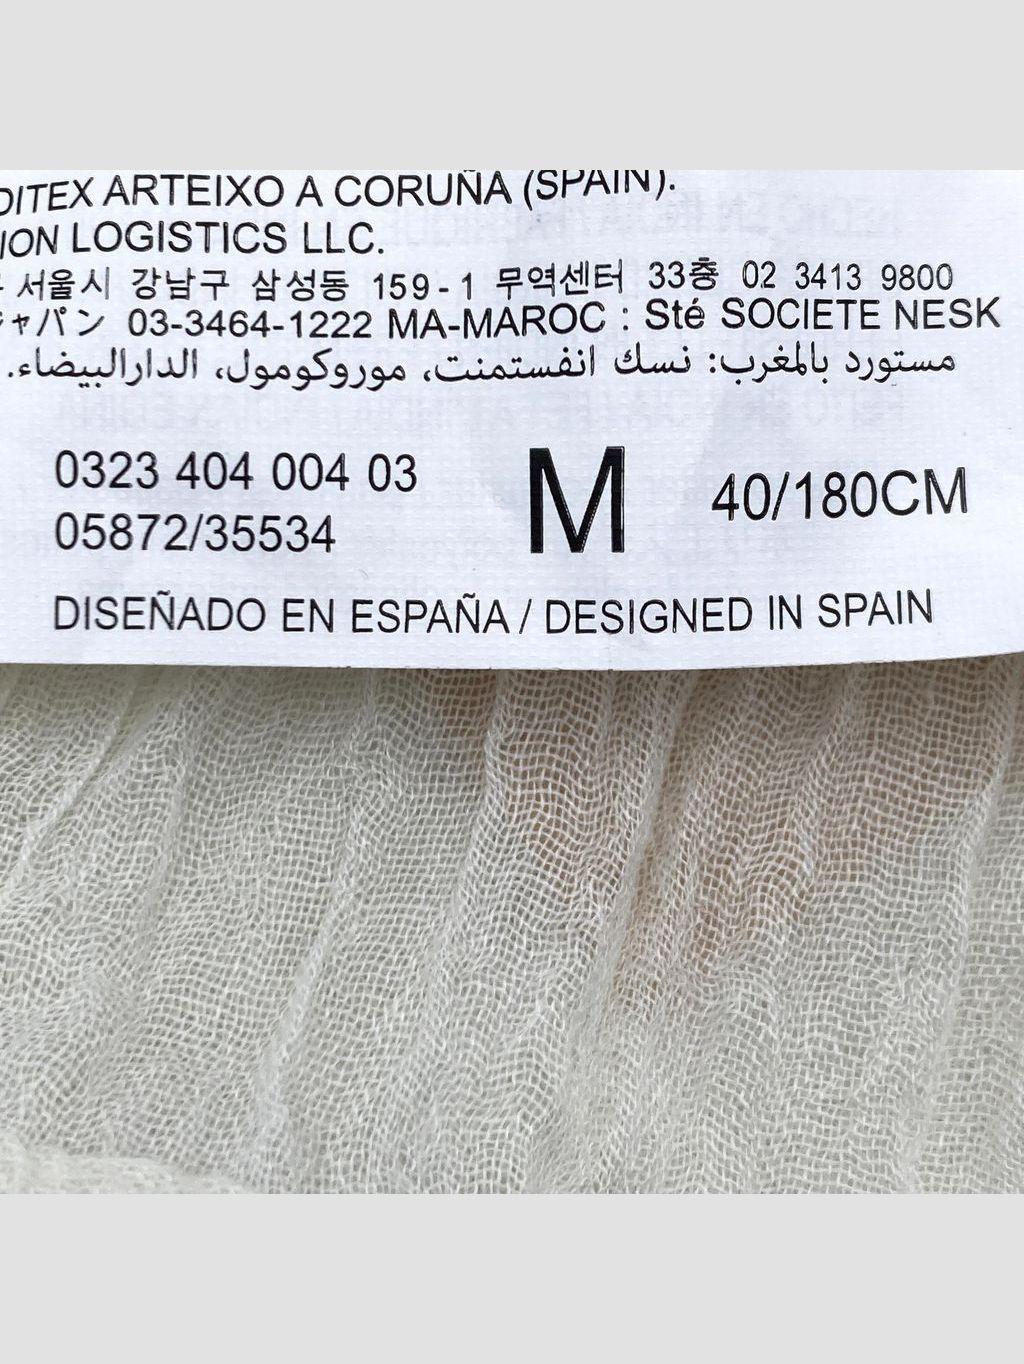 DITEX ARTEIXO A CORUÑA (SPAIN).
ION LOGISTICS LLC.
서울시 강남구 삼성동 159-1 무역센터 33층 02 3413 9800
ャパン 03-3464-1222 MA-MAROC : Sté SOCIETE NESK
مستورد بالمغرب: نسك انفستمنت، موروكومول، الدارالبيضاء.
0323 404 004 03
05872/35534
M
40/180CM
DISEÑADO EN ESPAÑA / DESIGNED IN SPAIN